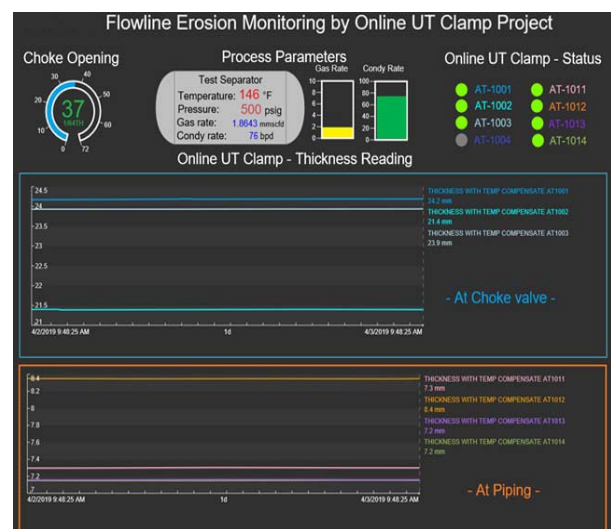 Flowline Erosion Monitoring by Online UT Clamp Project
Choke Opening
0
10
20
30
40
50
60
72
37
1/64TH
Process Parameters
Test Separator
Temperature: 146 °F
Pressure: 500 psig
Gas rate: 1.8643 mmscfd
Condy rate: 76 bpd
Gas Rate
10
8
6
4
2
0
Condy Rate
100
80
60
40
20
0
Online UT Clamp - Status
AT-1001
AT-1011
AT-1002
AT-1012
AT-1003
AT-1013
AT-1004
AT-1014
Online UT Clamp - Thickness Reading
24.5
24
23.5
23
22.5
22
21.5
21
4/2/2019 9:48:25 AM
1d
4/3/2019 9:48:25 AM
THICKNESS WITH TEMP COMPENSATE AT1001
24.2 mm
THICKNESS WITH TEMP COMPENSATE AT1002
21.4 mm
THICKNESS WITH TEMP COMPENSATE AT1003
23.9 mm
- At Choke valve -
8.4
8.2
8
7.8
7.6
7.4
7.2
7
4/2/2019 9:48:25 AM
1d
4/3/2019 9:48:25 AM
THICKNESS WITH TEMP COMPENSATE AT1011
7.3 mm
THICKNESS WITH TEMP COMPENSATE AT1012
8.4 mm
THICKNESS WITH TEMP COMPENSATE AT1013
7.2 mm
THICKNESS WITH TEMP COMPENSATE AT1014
7.2 mm
- At Piping -